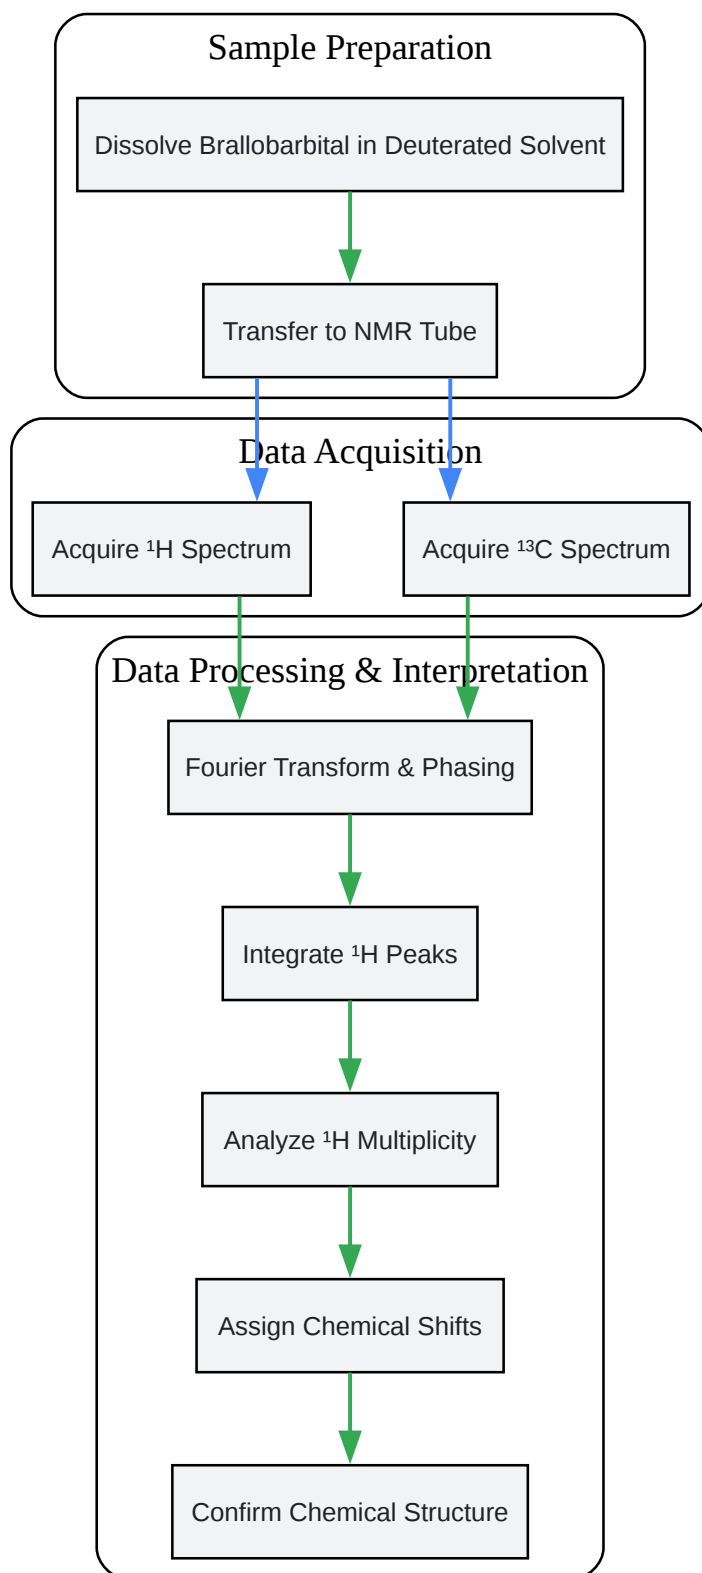 Sample Preparation
Dissolve Brallobarbital in Deuterated Solvent
Transfer to NMR Tube
Data Acquisition
Acquire ¹H Spectrum
Acquire ¹³C Spectrum
Data Processing & Interpretation
Fourier Transform & Phasing
Integrate ¹H Peaks
Analyze ¹H Multiplicity
Assign Chemical Shifts
Confirm Chemical Structure